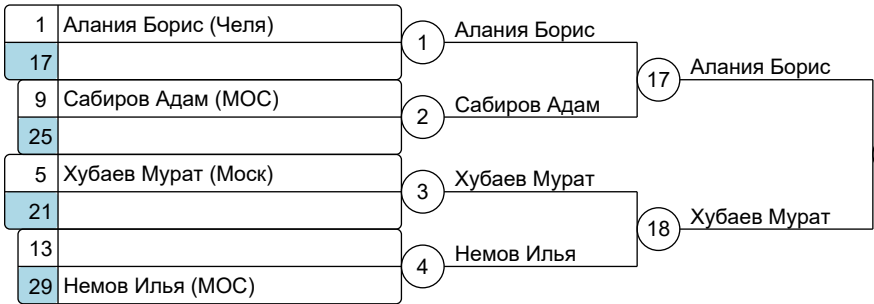 1 Алания Борис (Челя)
17
9 Сабиров Адам (МОС)
25
5 Хубаев Мурат (Моск)
21
13
29 Немов Илья (МОС)
1 Алания Борис
2 Сабиров Адам
3 Хубаев Мурат
4 Немов Илья
17 Алания Борис
18 Хубаев Мурат